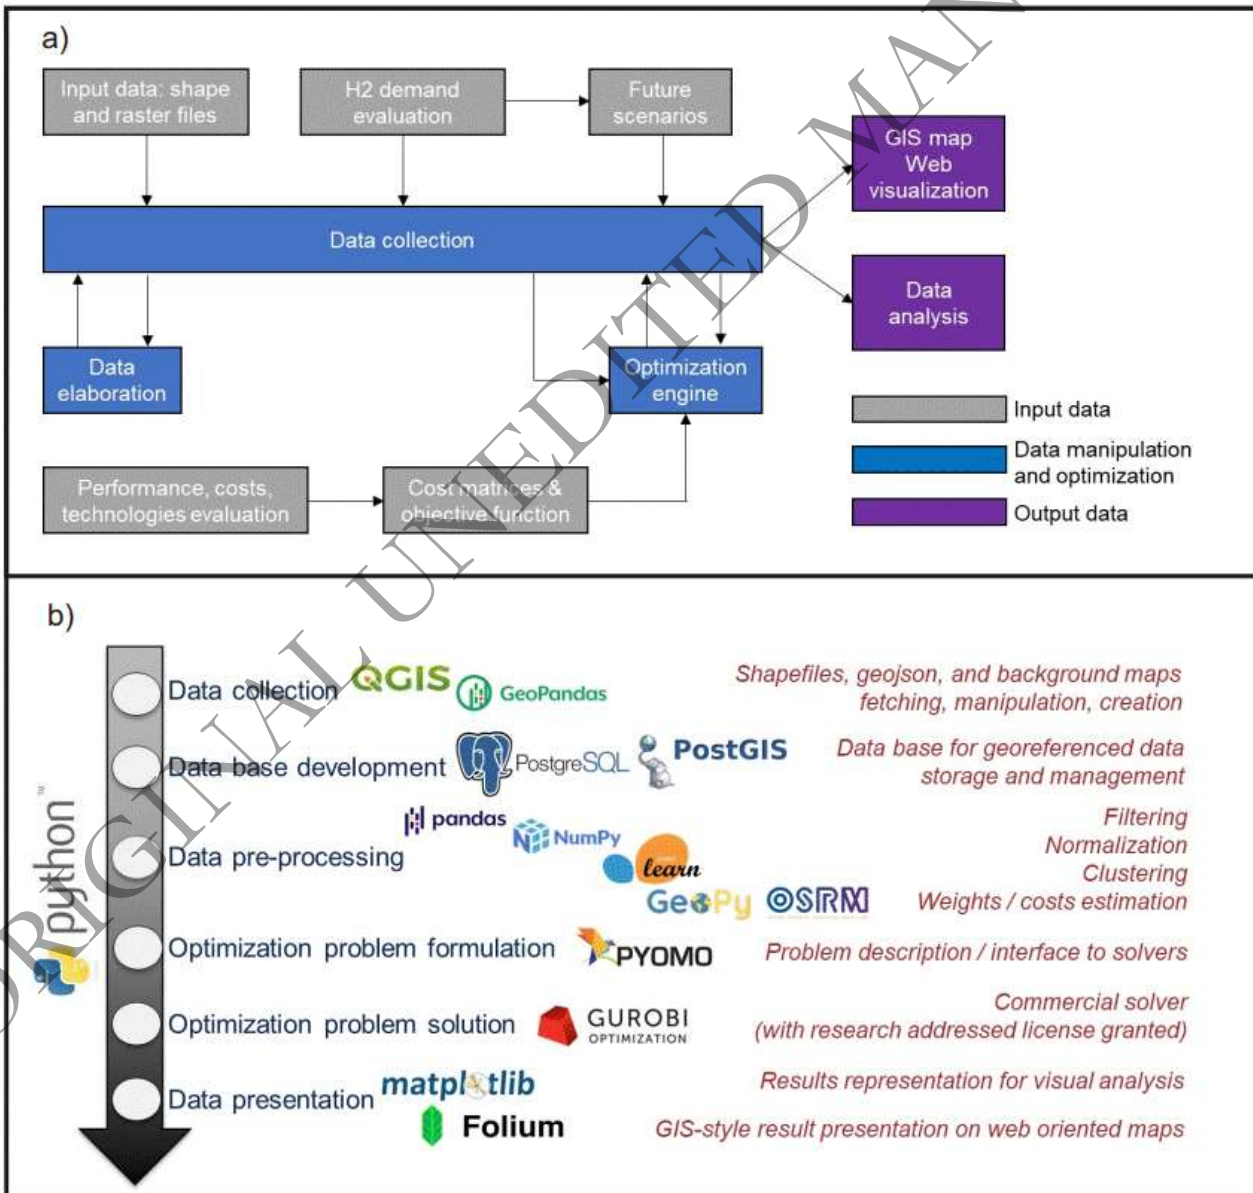 a)
Input data: shape
and raster files
H2 demand
evaluation
Future
scenarios
GIS map
Web
visualization
Data collection
Data
analysis
Data
elaboration
Optimization
engine
Input data
Data manipulation
and optimization
Output data
Performance, costs,
technologies evaluation
Cost matrices &
objective function
b)
Data collection
QGIS
GeoPandas
Shapefiles, geojson, and background maps
fetching, manipulation, creation
Data base development
PostgreSQL
PostGIS
Data base for georeferenced data
storage and management
Data pre-processing
pandas
NumPy
learn
GeoPy
OSRM
Filtering
Normalization
Clustering
Weights / costs estimation
Optimization problem formulation
PYOMO
Problem description / interface to solvers
Optimization problem solution
GUROBI
OPTIMIZATION
Commercial solver
(with research addressed license granted)
Data presentation
matplotlib
Folium
Results representation for visual analysis
GIS-style result presentation on web oriented maps
python™
ORIGINAL UNEDITED MAN